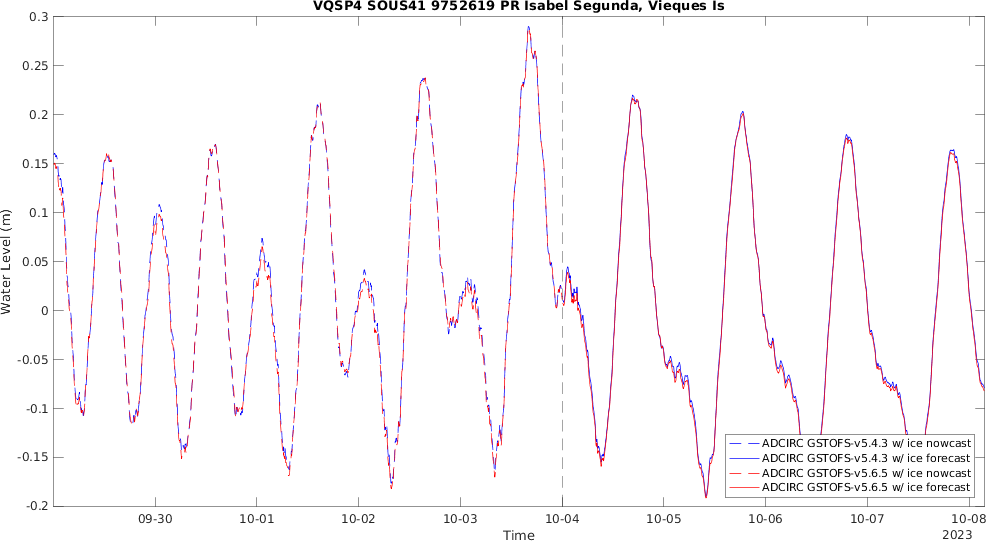 VQSP4 SOUS41 9752619 PR Isabel Segunda, Vieques Is
0.3
0.25
0.2
0.15
0.1
0.05
0
-0.05
-0.1
-0.15
-0.2
Water Level (m)
ADCIRC GSTOFS-v5.4.3 w/ ice nowcast
ADCIRC GSTOFS-v5.4.3 w/ ice forecast
ADCIRC GSTOFS-v5.6.5 w/ ice nowcast
ADCIRC GSTOFS-v5.6.5 w/ ice forecast
09-30 10-01 10-02 10-03 10-04 10-05 10-06 10-07 10-08
Time
2023